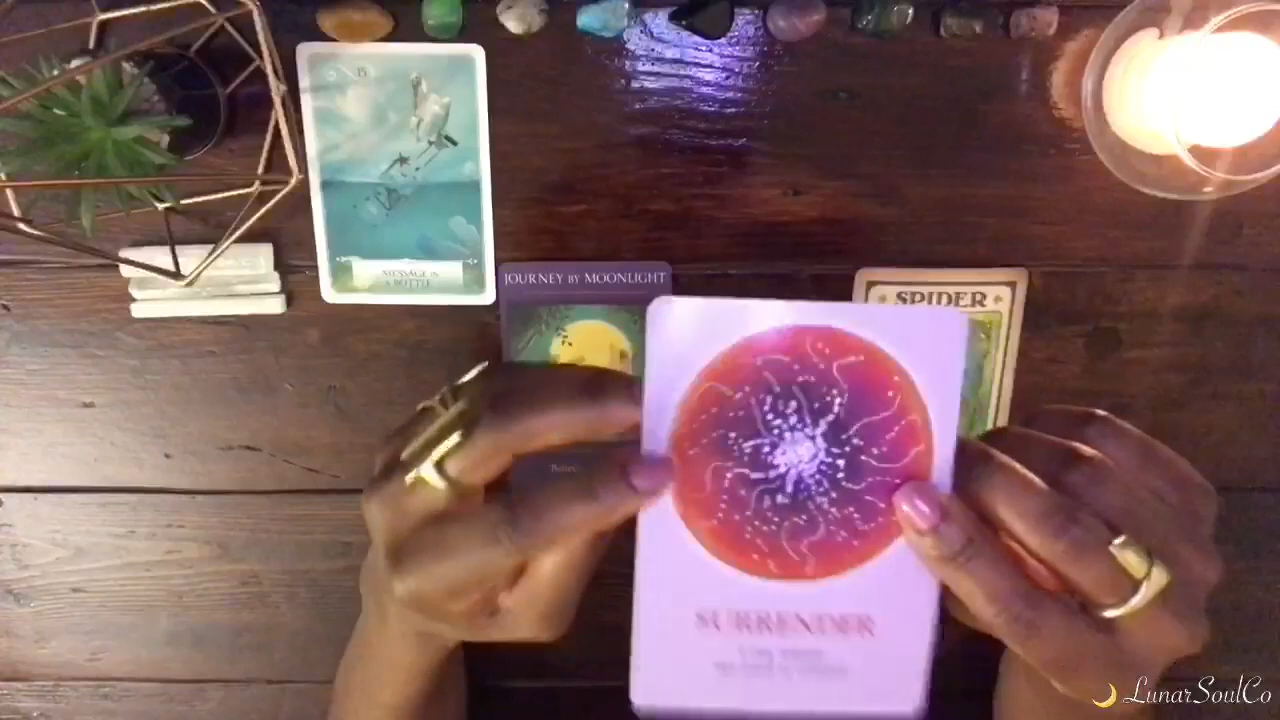 15
MESSAGE IN
A BOTTLE
JOURNEY BY MOONLIGHT
SPIDER
SURRENDER
LunarSoulCo